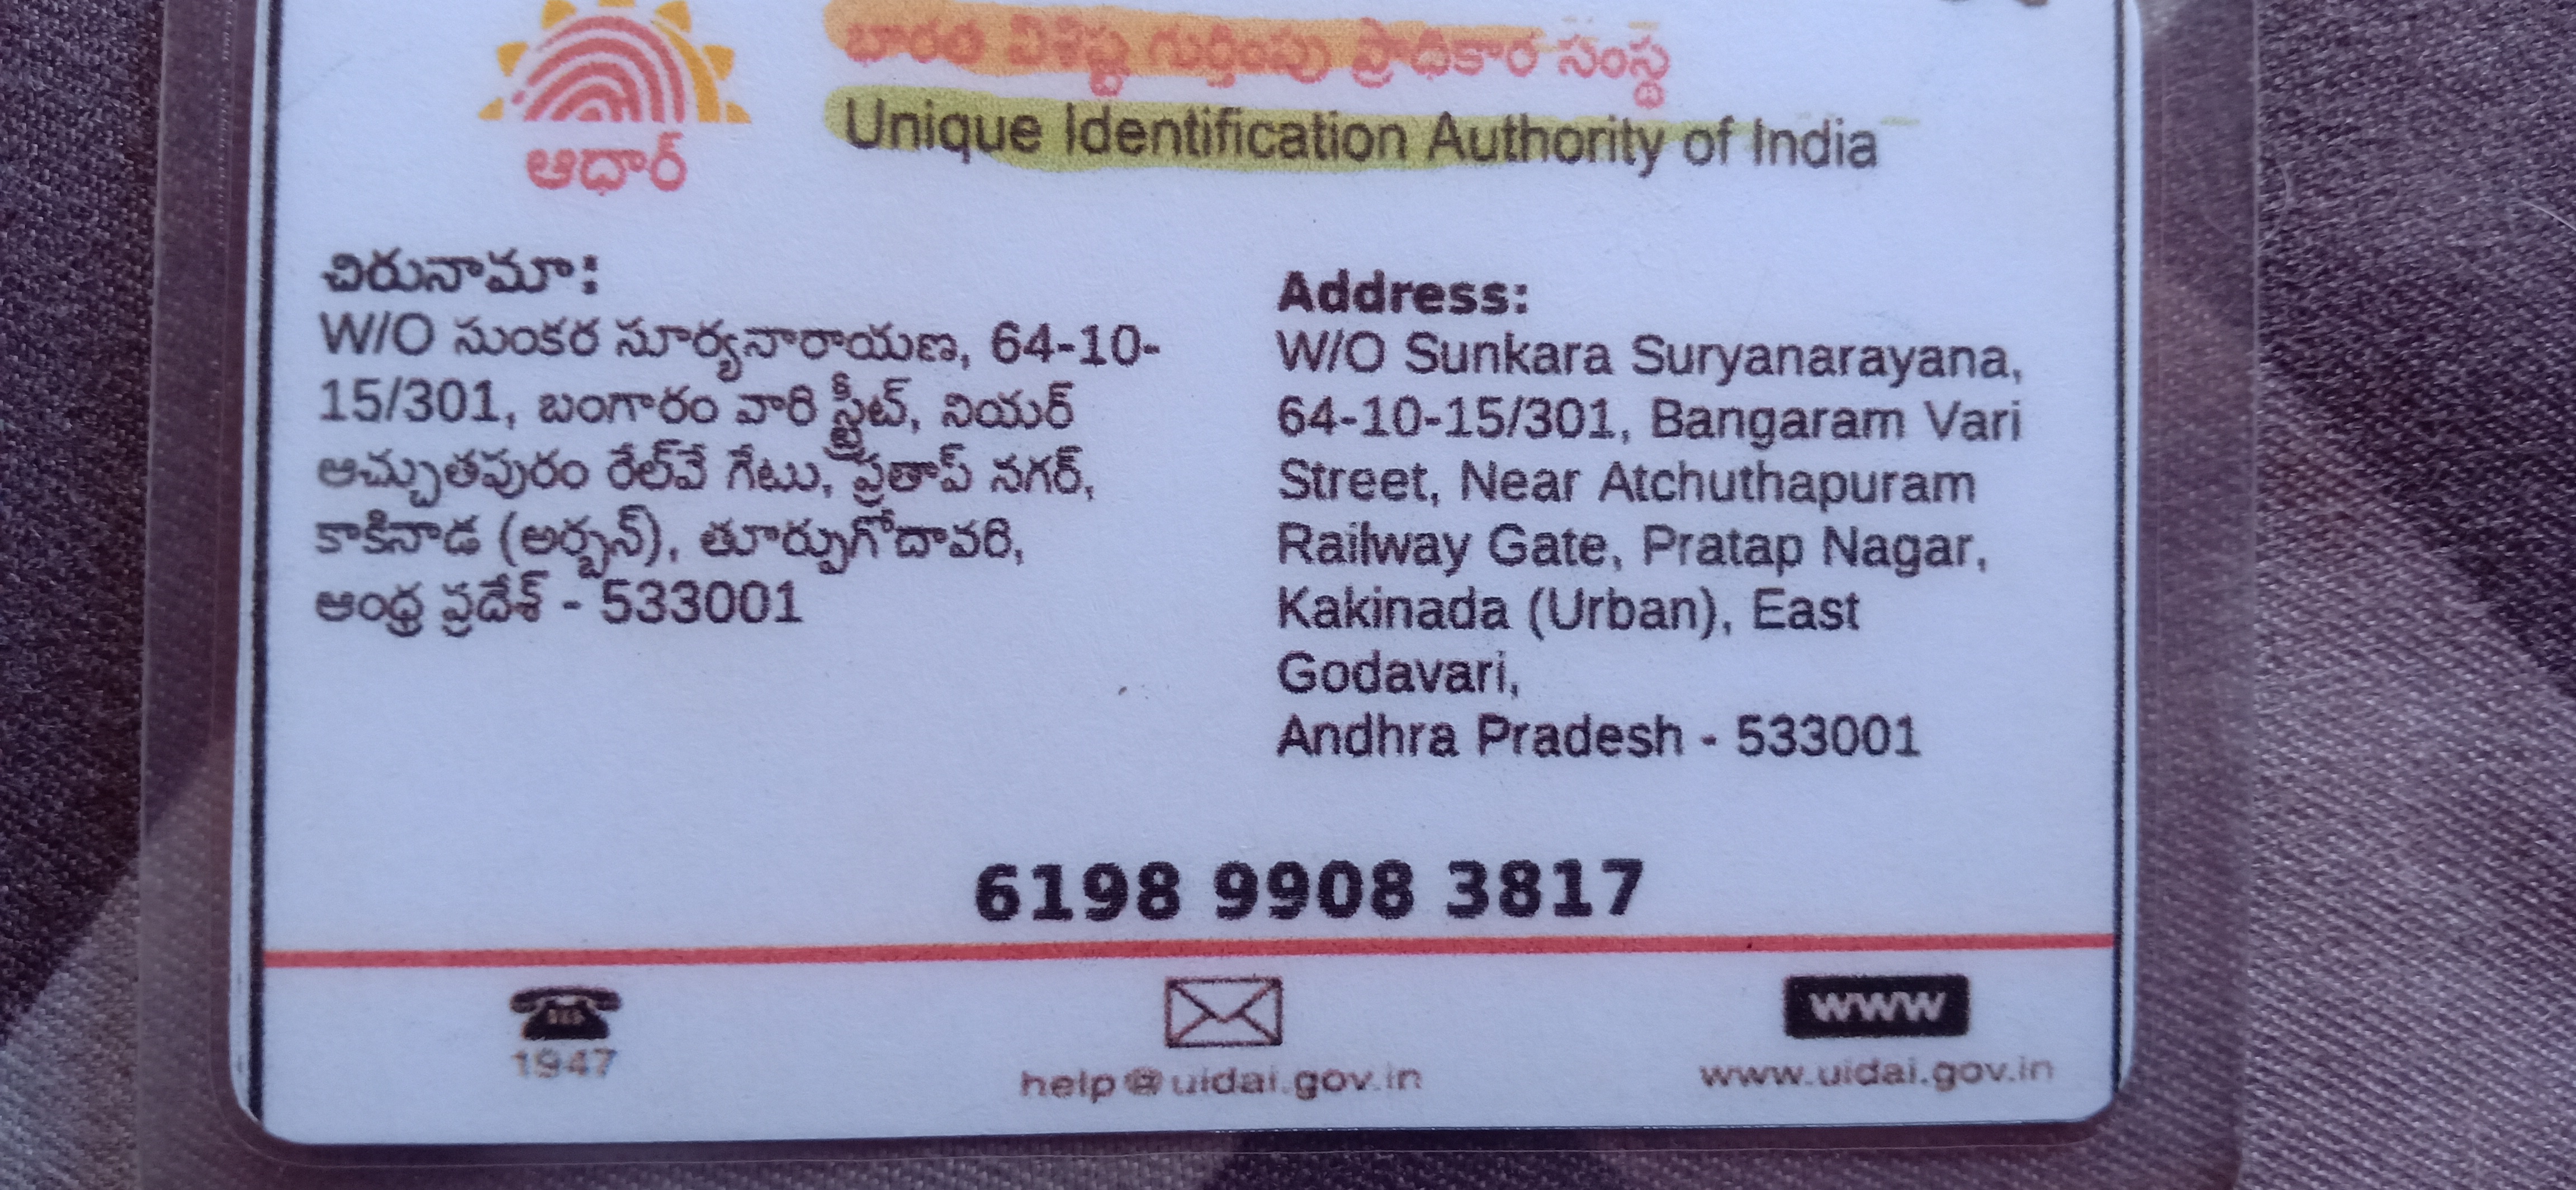 భారత విశిష్ట గుర్తింపు ప్రాధికార సంస్థ
Unique Identification Authority of India
ఆధార్
చిరునామా:
W/O సుంకర సూర్యనారాయణ, 64-10-
15/301, బంగారం వారి స్ట్రీట్, నియర్
అచ్చుతపురం రేల్వే గేటు, ప్రతాప్ నగర్,
కాకినాడ (అర్బన్), తూర్పుగోదావరి,
ఆంధ్ర ప్రదేశ్ - 533001
Address:
W/O Sunkara Suryanarayana,
64-10-15/301, Bangaram Vari
Street, Near Atchuthapuram
Railway Gate, Pratap Nagar,
Kakinada (Urban), East
Godavari,
Andhra Pradesh - 533001
6198 9908 3817
1947
help@uidai.gov.in
www
www.uidai.gov.in